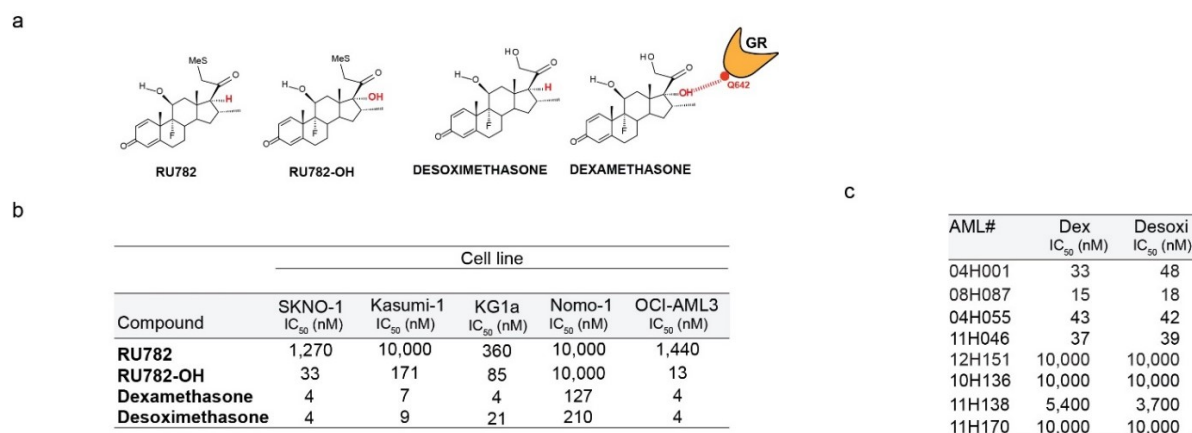 a
GR
HO
MeS
MeS
HO
O
O
O
O
Q642
H
O
H
O
H
O
H
O
H
OH
H
OH
F
F
F
F
O
O
O
O
RU782
RU782-OH
DESOXIMETHASONE
DEXAMETHASONE
b
c
Cell line
AML# Dex Desoxi
IC50 (nM) IC50 (nM)
SKNO-1 Kasumi-1 KG1a Nomo-1 OCI-AML3
Compound IC50 (nM) IC50 (nM) IC50 (nM) IC50 (nM) IC50 (nM)
RU782 1,270 10,000 360 10,000 1,440
RU782-OH 33 171 85 10,000 13
Dexamethasone 4 7 4 127 4
Desoximethasone 4 9 21 210 4
04H001 33 48
08H087 15 18
04H055 43 42
11H046 37 39
12H151 10,000 10,000
10H136 10,000 10,000
11H138 5,400 3,700
11H170 10,000 10,000